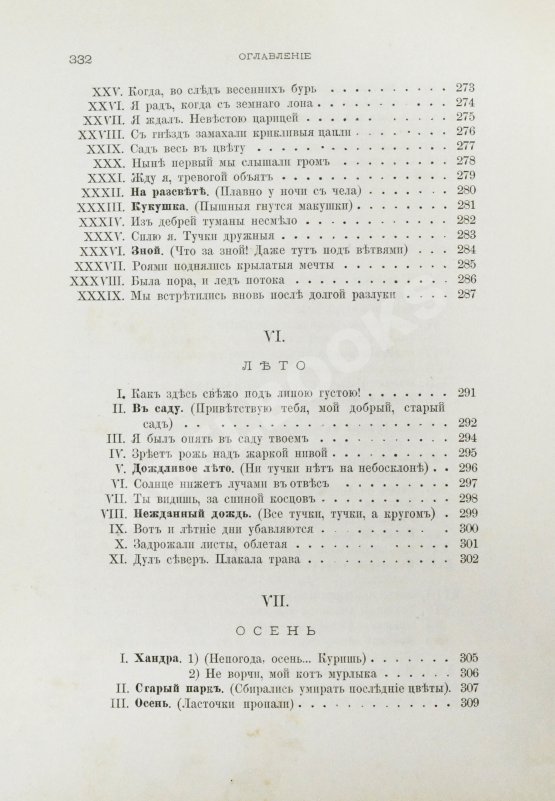 332 ОГЛАВЛЕНІЕ
XXV. Когда, во слѣдъ весеннихъ бурь 273
XXVI. Я радъ, когда съ земнаго лона 274
XXVII. Я ждалъ. Невѣстою царицей 275
XXVIII. Съ гнѣздъ замахали крикливыя цапли 276
XXIX. Садъ весь въ цвѣту 277
XXX. Нынѣ первый мы слышали громъ 278
XXXI. Жду я, тревогой объятъ 279
XXXII. На разсвѣтѣ. (Плавно у ночи съ чела) 280
XXXIII. Кукушка. (Пышныя гнутся макушки) 281
XXXIV. Изъ дебрей туманы несмѣло 282
XXXV. Сплю я. Тучки дружныя 283
XXXVI. Зной. (Что за зной! Даже тутъ подъ вѣтвями) 284
XXXVII. Роями поднялись крылатыя мечты 285
XXXVIII. Была пора, и ледъ потока 286
XXXIX. Мы встрѣтились вновь послѣ долгой разлуки 287
VI.
ЛѢТО
I. Какъ здѣсь свѣжо подъ липою густою! 291
II. Въ саду. (Привѣтствую тебя, мой добрый, старый
садъ) 292
III. Я былъ опять въ саду твоемъ 294
IV. Зрѣетъ рожь надъ жаркой нивой 295
V. Дождливое лѣто. (Ни тучки нѣтъ на небосклонѣ) 296
VI. Солнце нижетъ лучами въ отвѣсъ 297
VII. Ты видишь, за спиной косцовъ 298
VIII. Нежданный дождь. (Все тучки, тучки, а кругомъ) 299
IX. Вотъ и лѣтніе дни убавляются 300
X. Задрожали листы, облетая 301
XI. Дулъ сѣверъ. Плакала трава 302
VII.
ОСЕНЬ
I. Хандра. 1) (Непогода, осень... Куришь) 305
2) Не ворчи, мой котъ мурлыка 306
II. Старый паркъ. (Сбирались умирать послѣдніе цвѣты). 307
III. Осень. (Ласточки пропали) 309